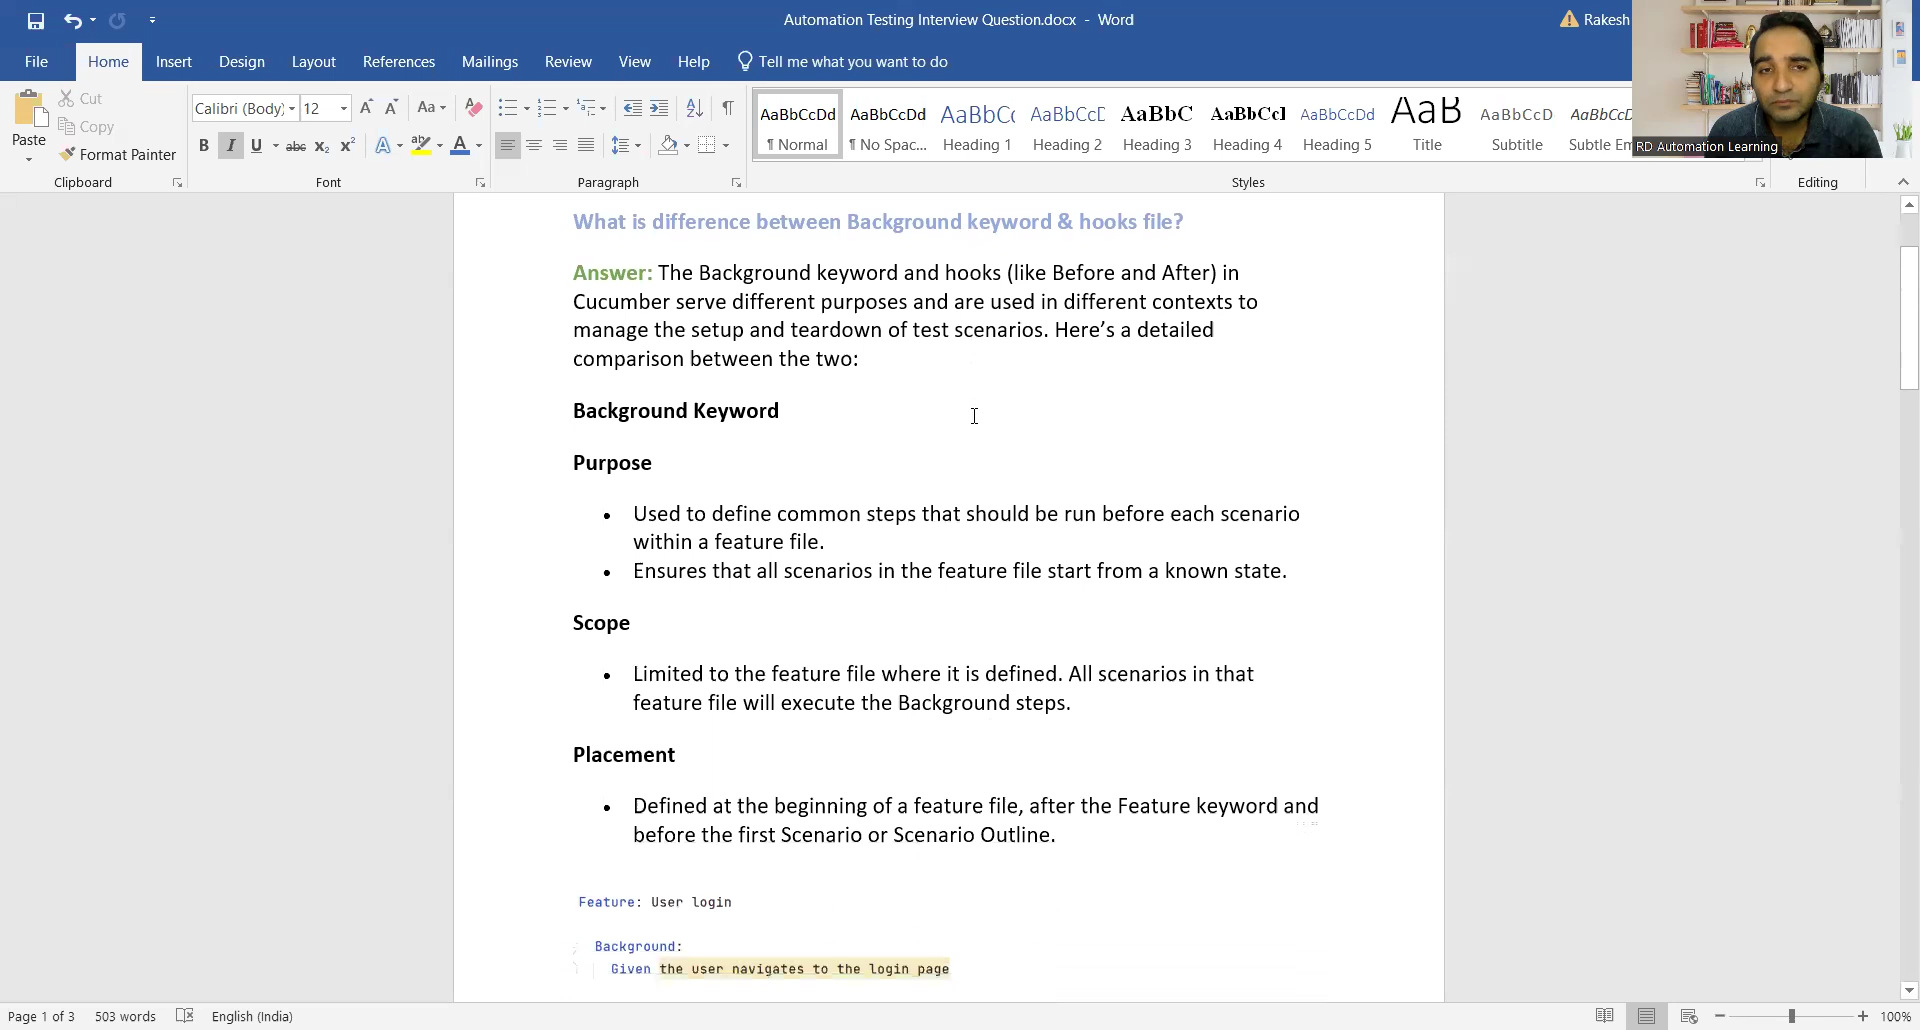 Automation Testing Interview Question.docx - Word
Rakesh
File Home Insert Design Layout References Mailings Review View Help Tell me what you want to do
Cut
Copy
Paste
Format Painter
Clipboard
Calibri (Body) 12
Aa
B I U abc X₂ X² A A
Font
Paragraph
AaBbCcDd AaBbCcDd AaBbC AaBbCcD AaBbC AaBbCcI AaBbCcDd AaB AaBbCcD AaBbCcD
¶ Normal ¶ No Spac... Heading 1 Heading 2 Heading 3 Heading 4 Heading 5 Title Subtitle Subtle Em
Styles
Editing
RD Automation Learning
What is difference between Background keyword & hooks file?
Answer: The Background keyword and hooks (like Before and After) in
Cucumber serve different purposes and are used in different contexts to
manage the setup and teardown of test scenarios. Here’s a detailed
comparison between the two:
Background Keyword
Purpose
• Used to define common steps that should be run before each scenario
within a feature file.
• Ensures that all scenarios in the feature file start from a known state.
Scope
• Limited to the feature file where it is defined. All scenarios in that
feature file will execute the Background steps.
Placement
• Defined at the beginning of a feature file, after the Feature keyword and
before the first Scenario or Scenario Outline.
Feature: User login
Background:
Given the user navigates to the login page
Page 1 of 3 503 words English (India) 100%